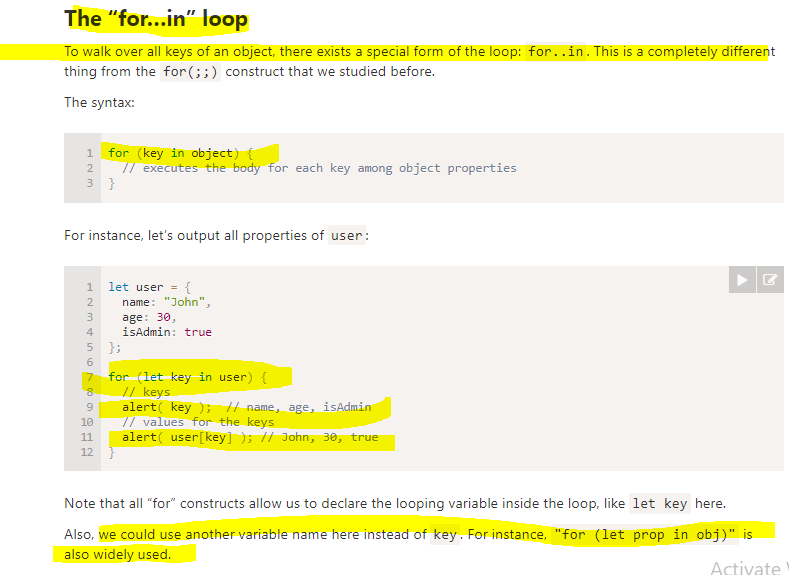 The “for…in” loop
To walk over all keys of an object, there exists a special form of the loop: for..in. This is a completely different
thing from the for(;;) construct that we studied before.
The syntax:
1 for (key in object) {
2 // executes the body for each key among object properties
3 }
For instance, let’s output all properties of user:
1 let user = {
2 name: "John",
3 age: 30,
4 isAdmin: true
5 };
6
7 for (let key in user) {
8 // keys
9 alert( key ); // name, age, isAdmin
10 // values for the keys
11 alert( user[key] ); // John, 30, true
12 }
Note that all “for” constructs allow us to declare the looping variable inside the loop, like let key here.
Also, we could use another variable name here instead of key. For instance, "for (let prop in obj)" is
also widely used.
Activate